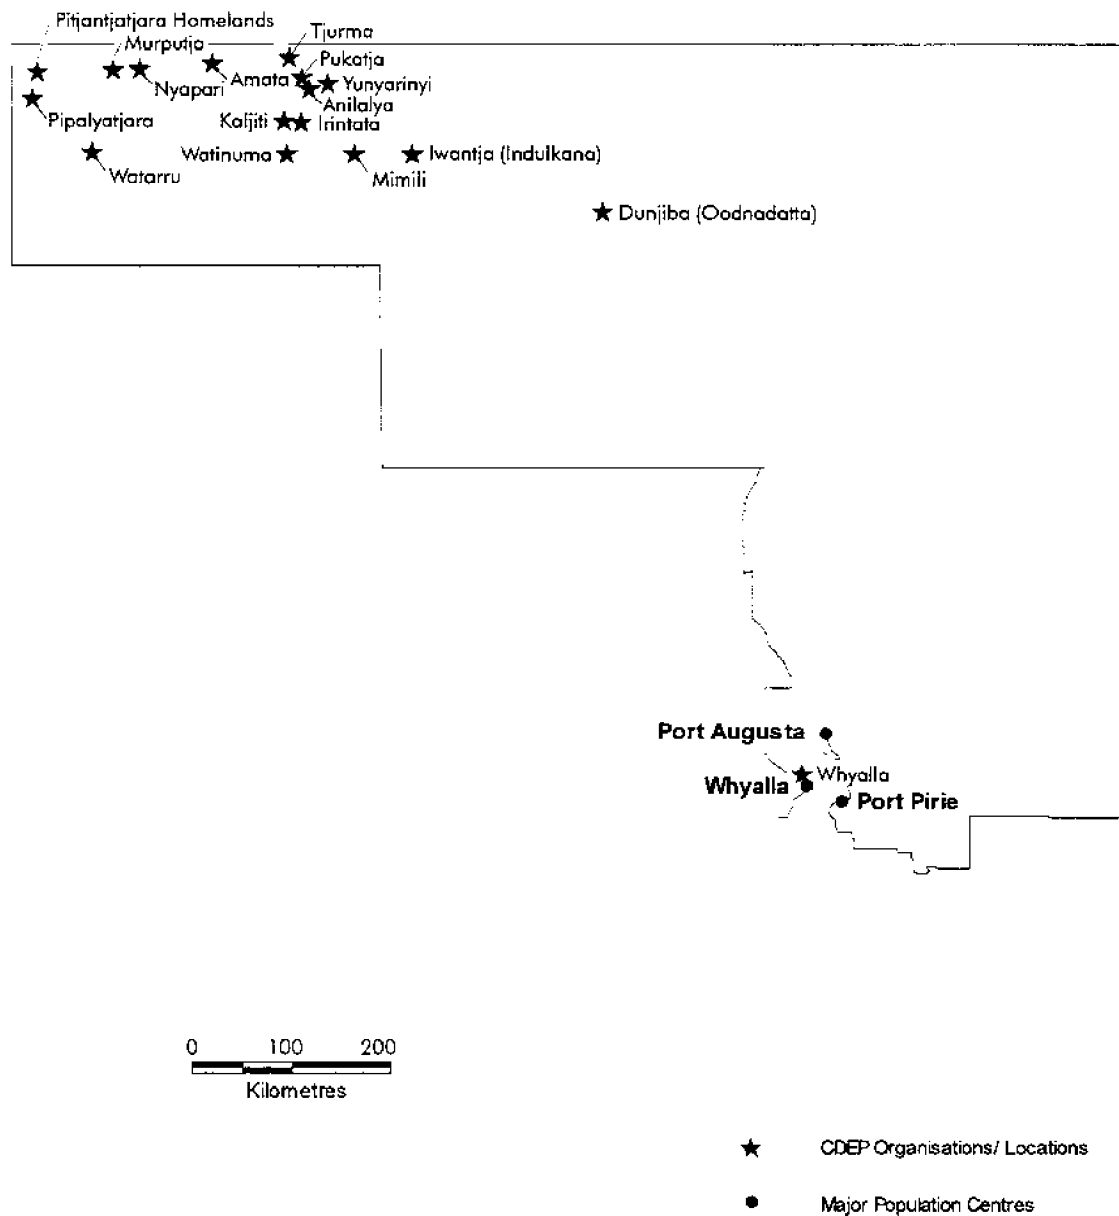 Pitjantjatjara Homelands
Tjurma
Murputja
Pukatja
Amata
Yunyarinyi
Nyapari
Anilalya
Pipalyatjara
Kaljiti
Irintata
Watinuma
Iwantja (Indulkana)
Watarru
Mimili
Dunjiba (Oodnadatta)
Port Augusta
Whyalla
Whyalla
Port Pirie
0 100 200
Kilometres
CDEP Organisations/ Locations
Major Population Centres